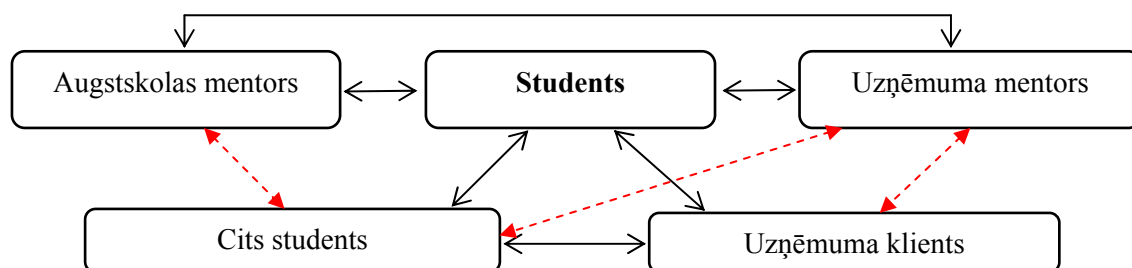 Augstskolas mentors
Students
Uzņēmuma mentors
Cits students
Uzņēmuma klients